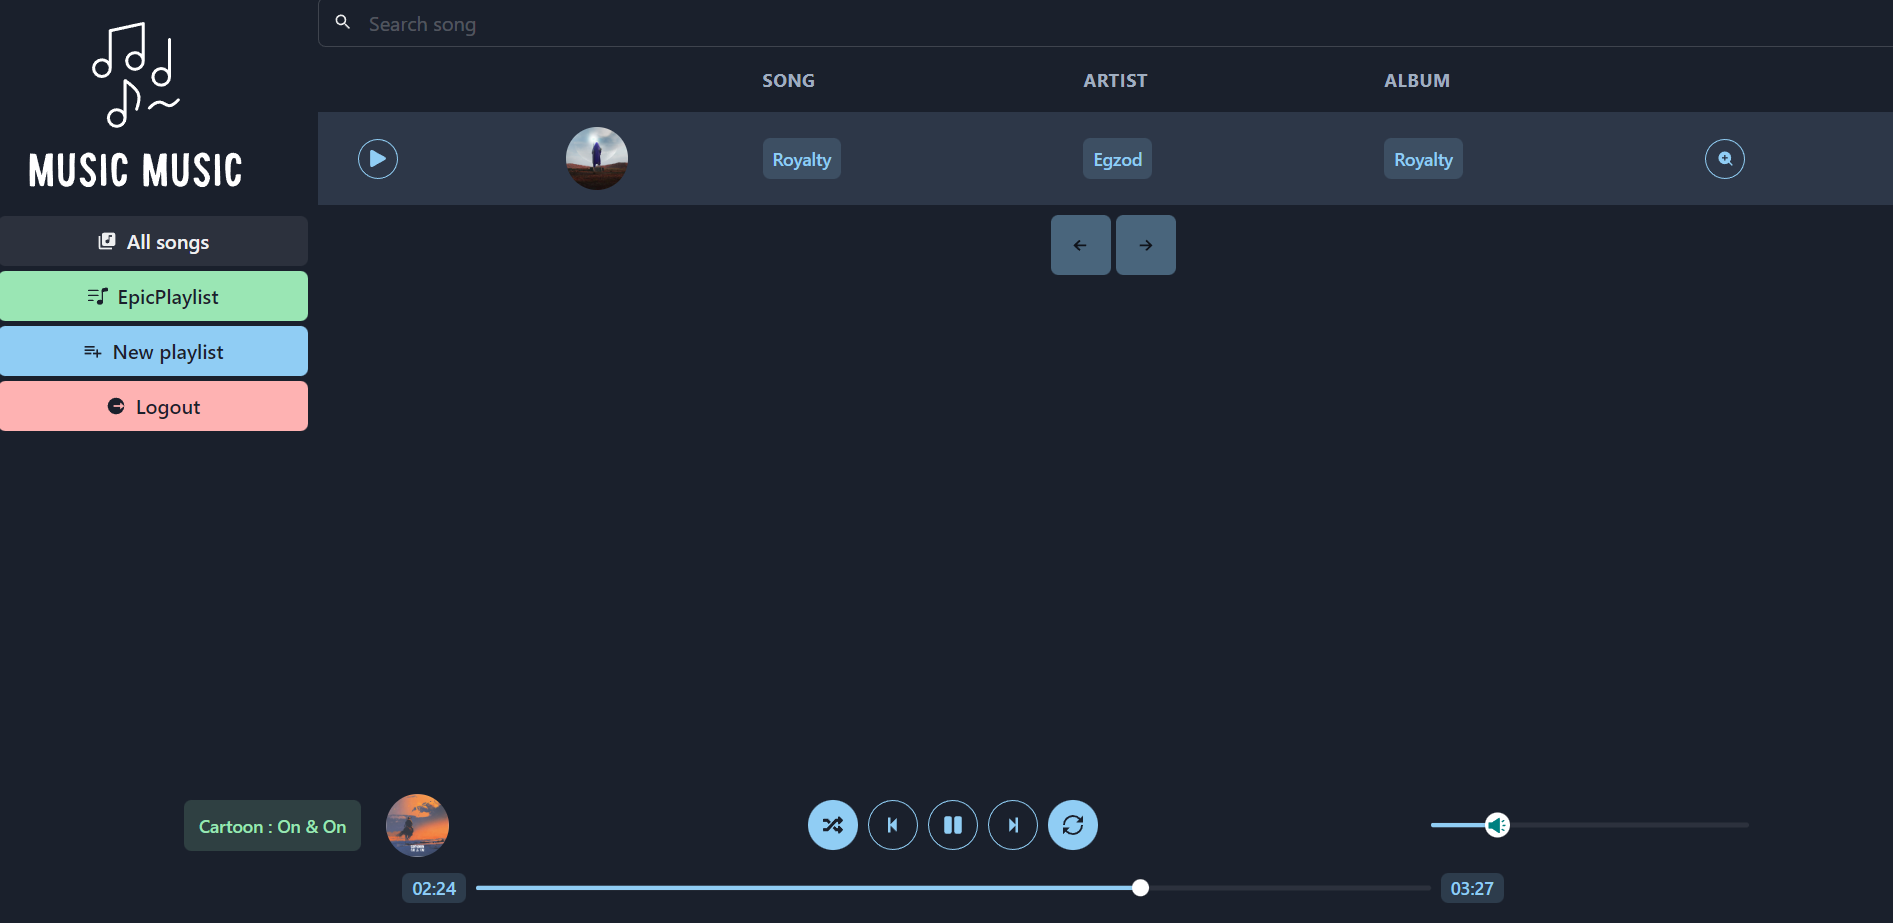 Search song
MUSIC MUSIC
SONG ARTIST ALBUM
Royalty Egzod Royalty
All songs
EpicPlaylist
New playlist
Logout
Cartoon : On & On
02:24 03:27